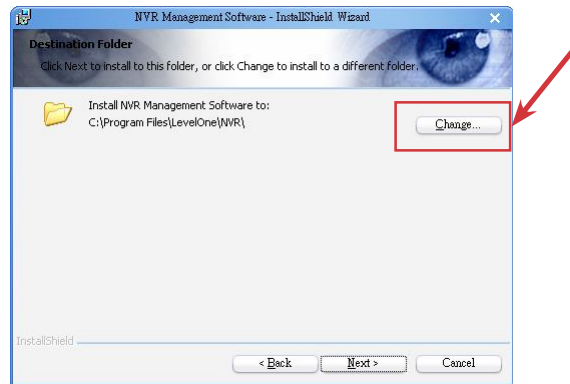 NVR Management Software - InstallShield Wizard
Destination Folder
Click Next to install to this folder, or click Change to install to a different folder.
Install NVR Management Software to:
C:\Program Files\LevelOne\NVR\
Change...
InstallShield
< Back Next > Cancel